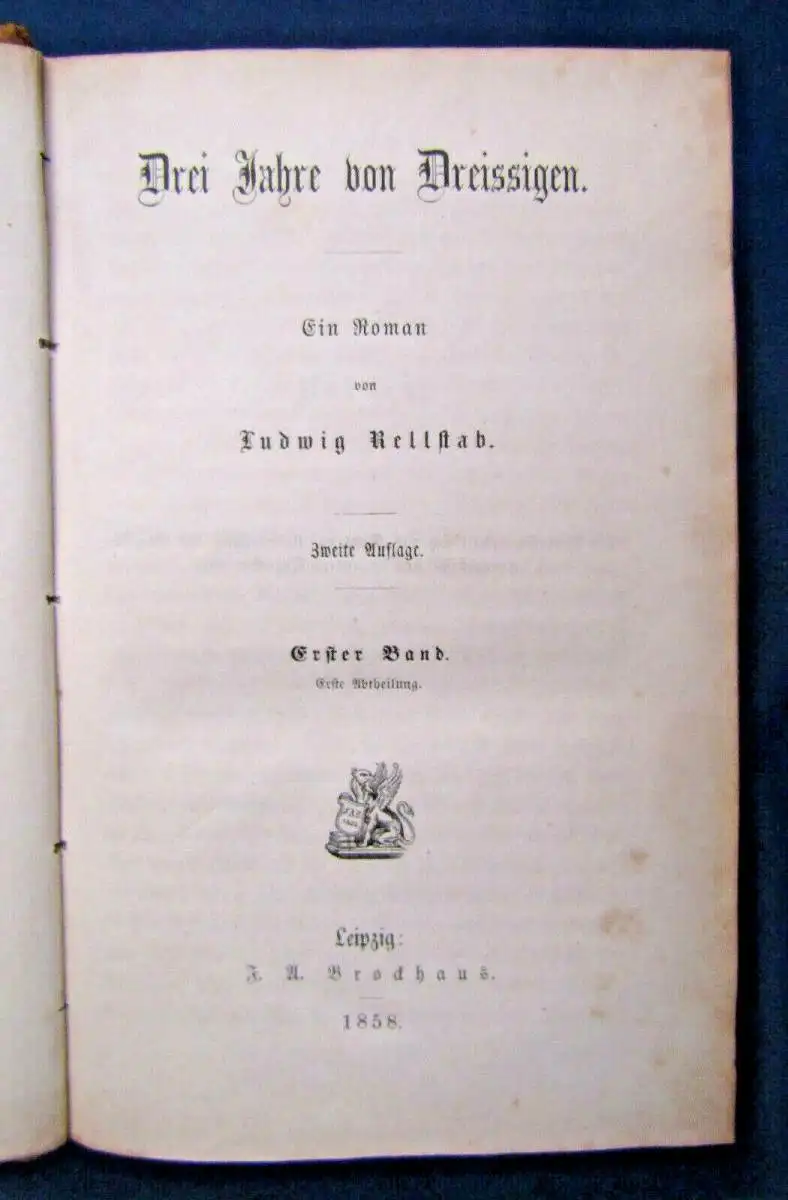 Drei Jahre von Dreissigen.
Ein Roman
von
Ludwig Rellstab.
Zweite Auflage.
Erster Band.
Erste Abtheilung.
Leipzig:
F. A. Brockhaus.
1858.